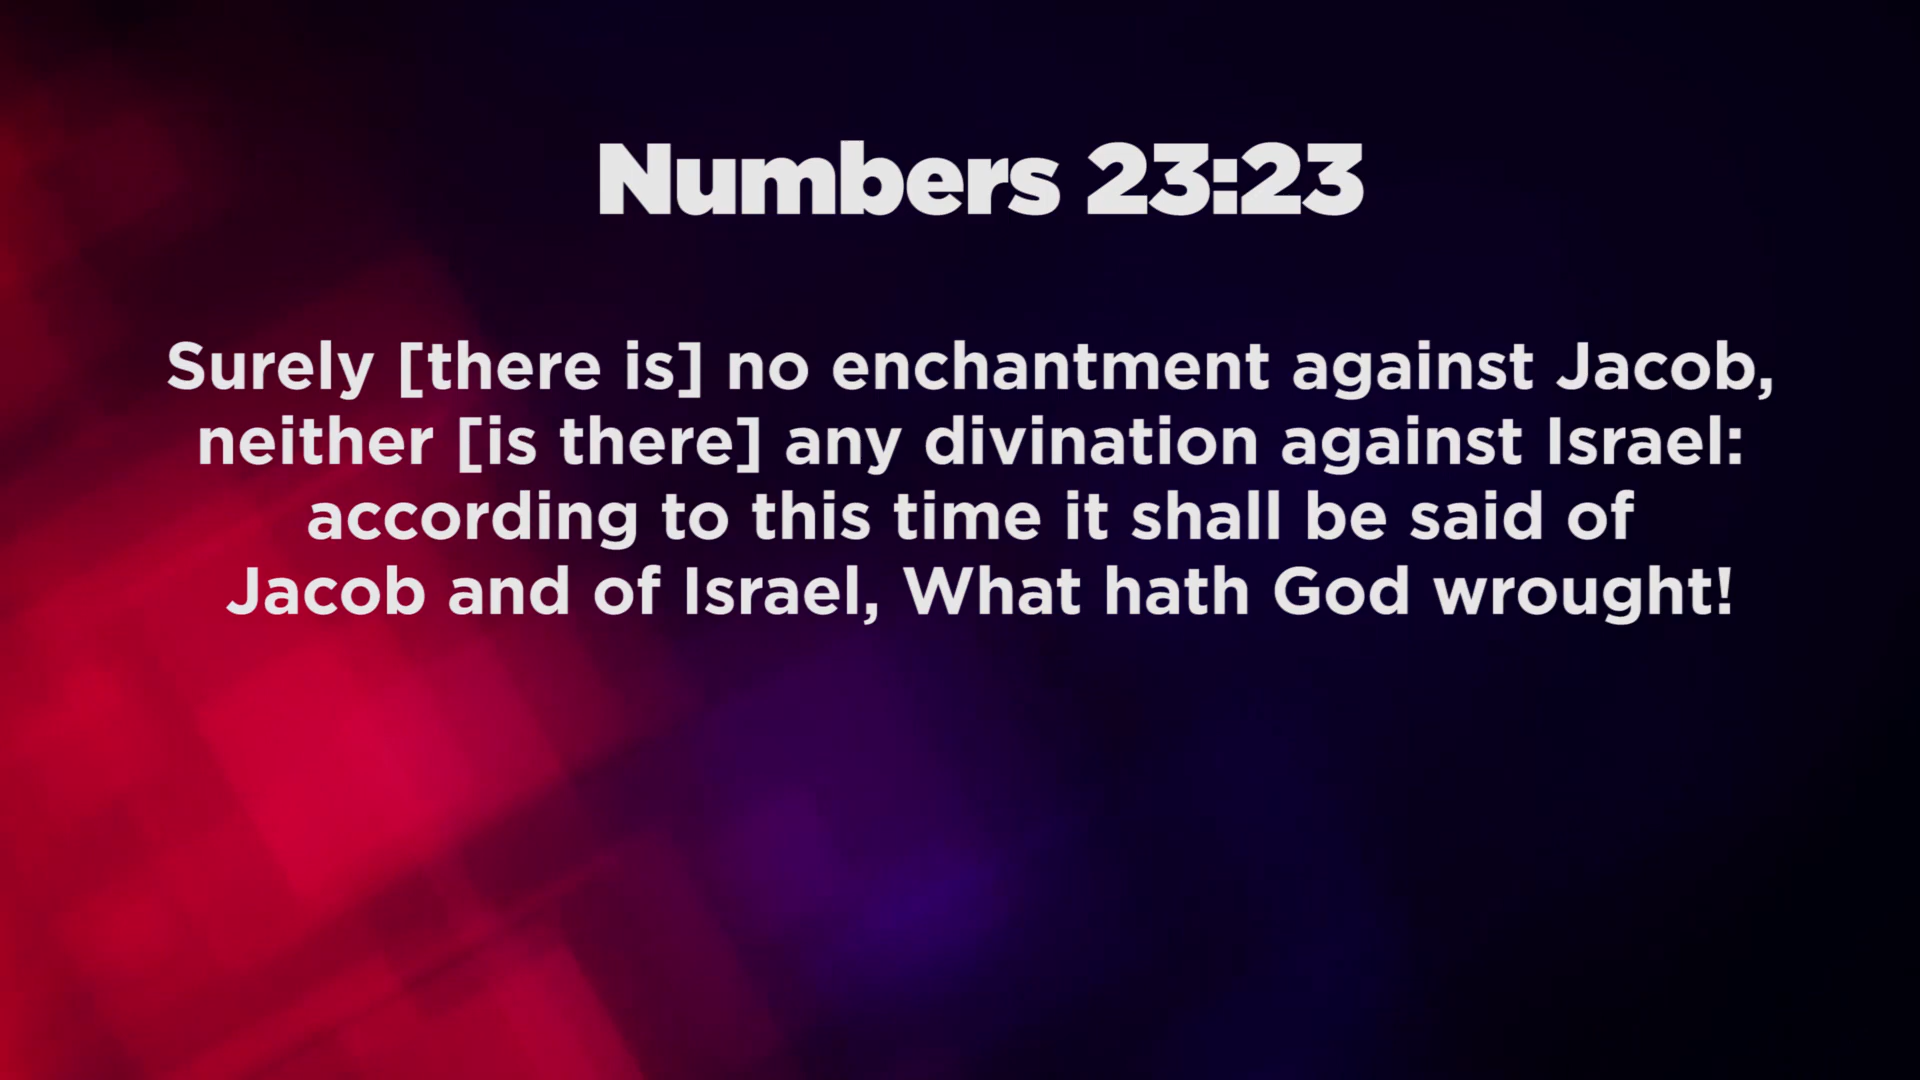 Numbers 23:23
Surely [there is] no enchantment against Jacob,
neither [is there] any divination against Israel:
according to this time it shall be said of
Jacob and of Israel, What hath God wrought!